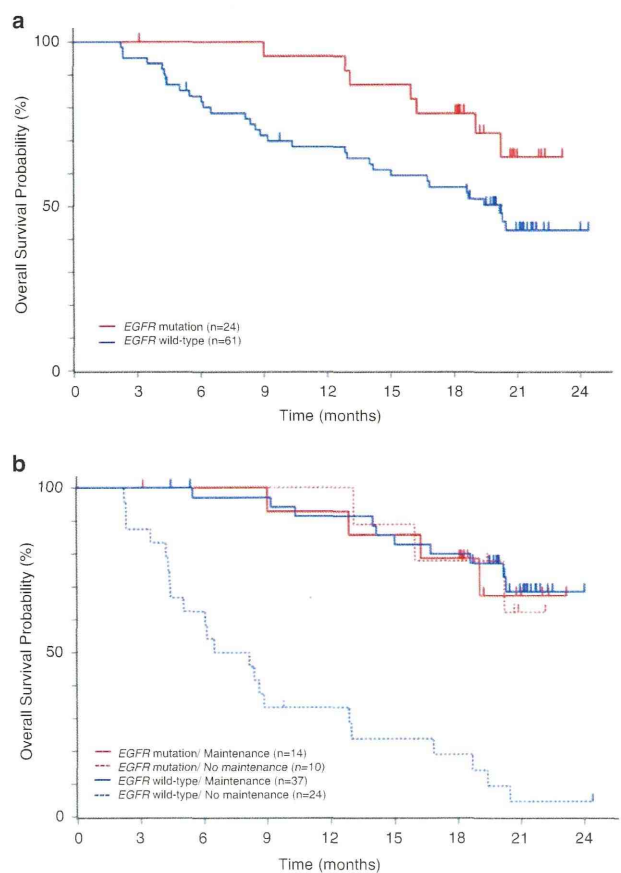 a
Overall Survival Probability (%)
100
50
0
EGFR mutation (n=24)
EGFR wild-type (n=61)
0 3 6 9 12 15 18 21 24
Time (months)
b
Overall Survival Probability (%)
100
50
0
EGFR mutation/ Maintenance (n=14)
EGFR mutation/ No maintenance (n=10)
EGFR wild-type/ Maintenance (n=37)
EGFR wild-type/ No maintenance (n=24)
0 3 6 9 12 15 18 21 24
Time (months)